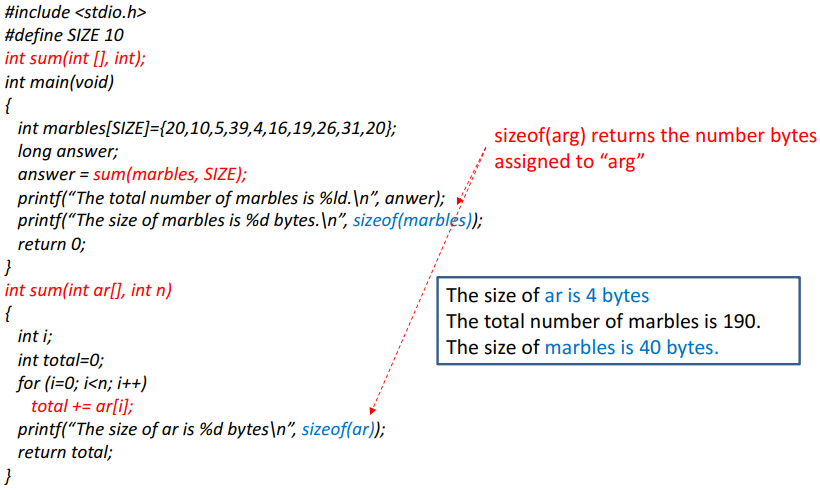 #include <stdio.h>
#define SIZE 10
int sum(int [], int);
int main(void)
{
int marbles[SIZE]={20,10,5,39,4,16,19,26,31,20};
long answer;
answer = sum(marbles, SIZE);
printf(“The total number of marbles is %ld.\n”, anwer);
printf(“The size of marbles is %d bytes.\n”, sizeof(marbles));
return 0;
}
int sum(int ar[], int n)
{
int i;
int total=0;
for (i=0; i<n; i++)
total += ar[i];
printf(“The size of ar is %d bytes\n”, sizeof(ar));
return total;
}
sizeof(arg) returns the number bytes
assigned to “arg”
The size of ar is 4 bytes
The total number of marbles is 190.
The size of marbles is 40 bytes.